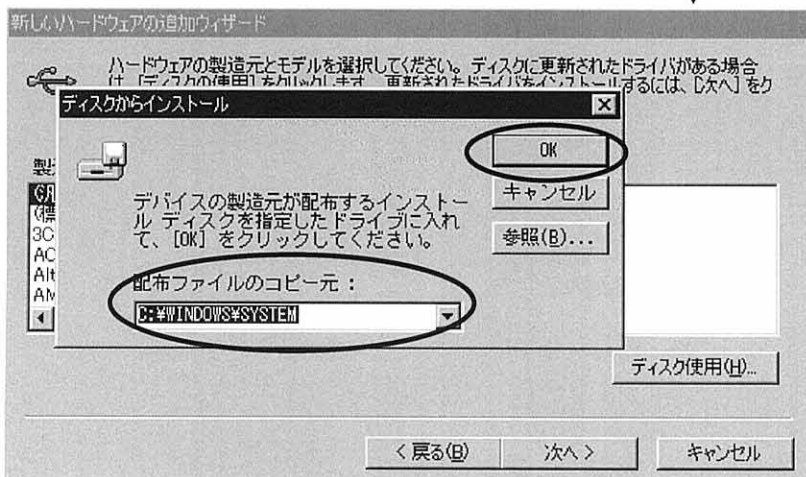 新しいハードウェアの追加ウィザード
ハードウェアの製造元とモデルを選択してください。ディスクに更新されたドライバがある場合
は、[ディスクの使用] をクリックします。更新されたドライバをインストールするには、[次へ] をク
ディスクからインストール
OK
デバイスの製造元が配布するインストー
ル ディスクを指定したドライブに入れ
て、[OK] をクリックしてください。
キャンセル
参照(B)...
配布ファイルのコピー元：
C:¥WINDOWS¥SYSTEM
製
3C
AC
Alt
AM
ディスク使用(H)...
< 戻る(B)
次へ >
キャンセル